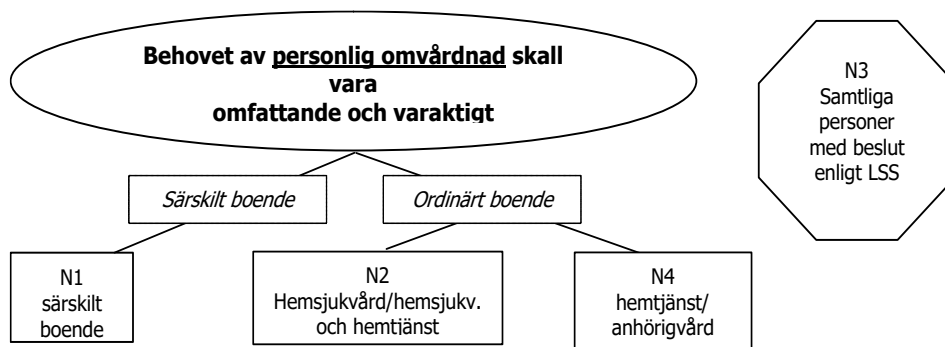 Behovet av personlig omvårdnad skall
vara
omfattande och varaktigt
N3
Samtliga
personer
med beslut
enligt LSS
Särskilt boende
Ordinärt boende
N1
särskilt
boende
N2
Hemsjukvård/hemsjukv.
och hemtjänst
N4
hemtjänst/
anhörigvård